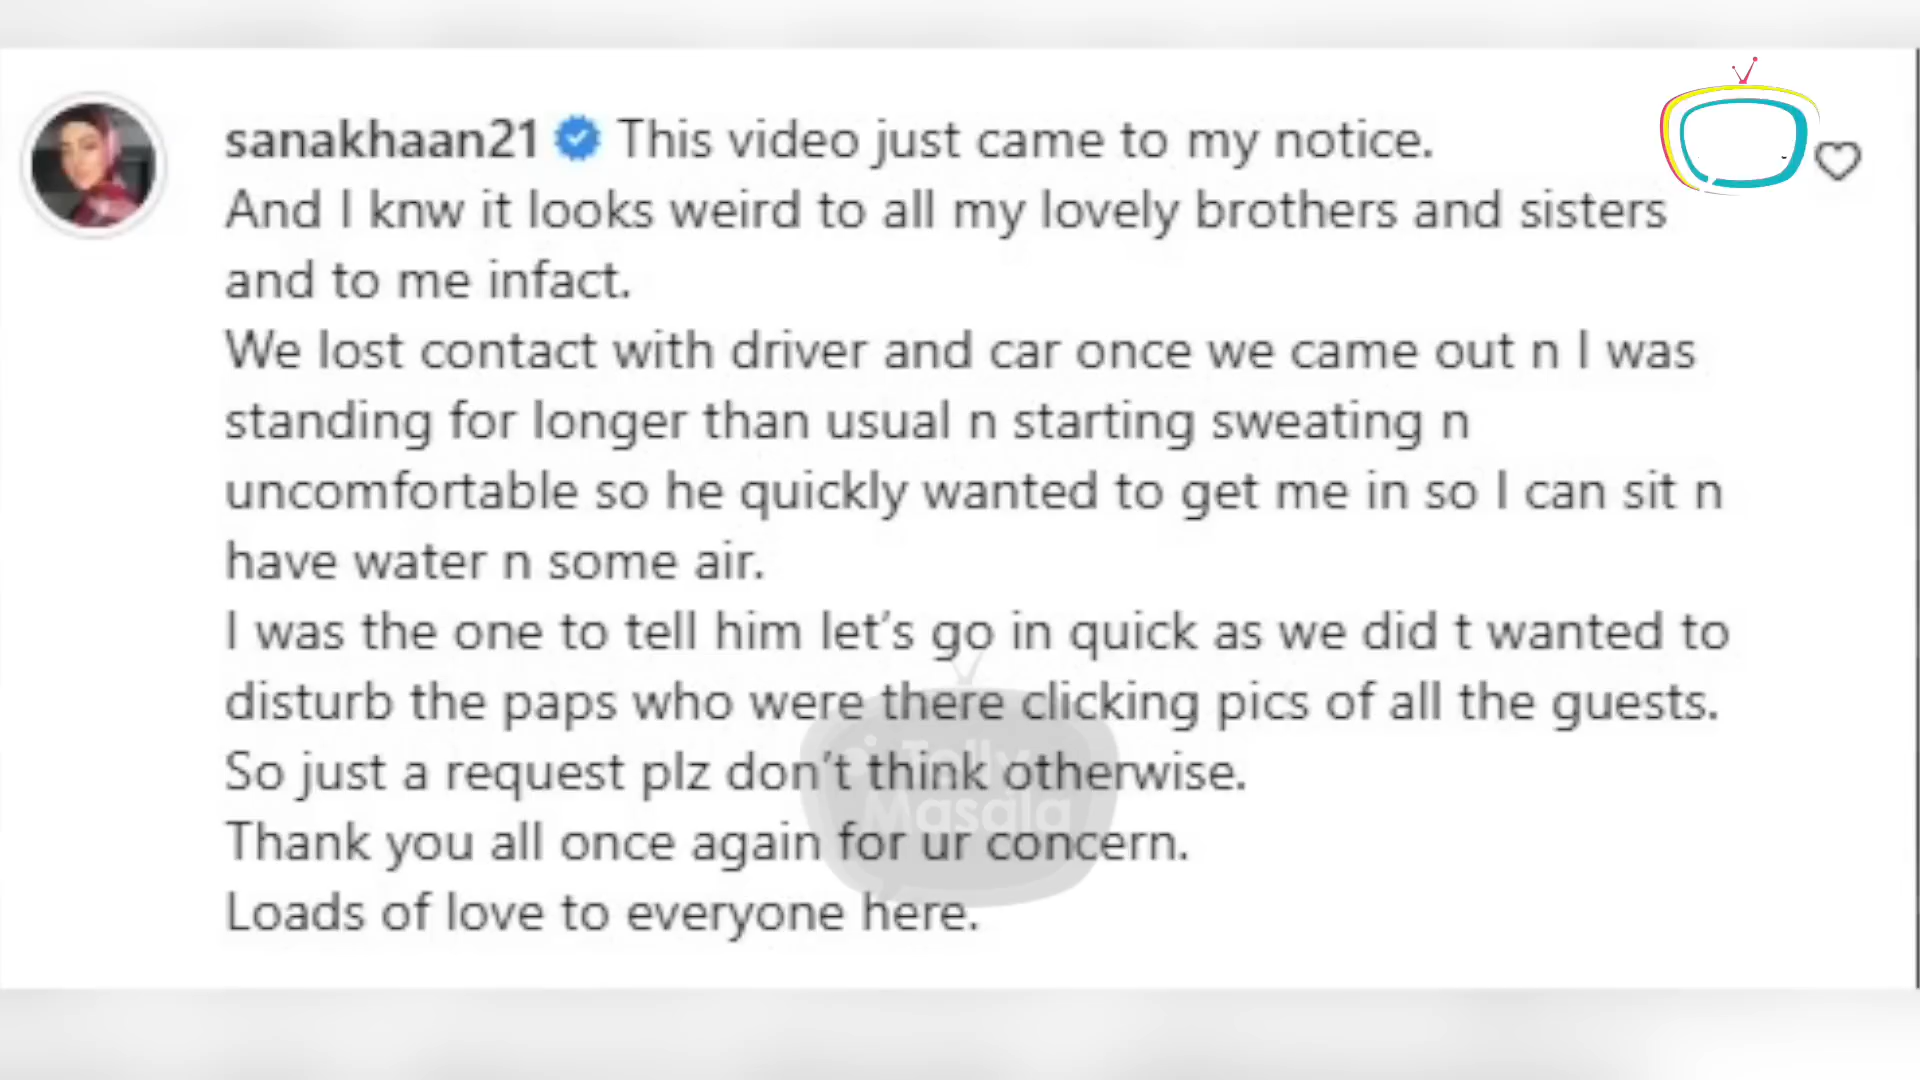 sanakhaan21 This video just came to my notice.
And I knw it looks weird to all my lovely brothers and sisters
and to me infact.
We lost contact with driver and car once we came out n I was
standing for longer than usual n starting sweating n
uncomfortable so he quickly wanted to get me in so I can sit n
have water n some air.
I was the one to tell him let’s go in quick as we did t wanted to
disturb the paps who were there clicking pics of all the guests.
So just a request plz don’t think otherwise.
Thank you all once again for ur concern.
Loads of love to everyone here.
Telly
Masala